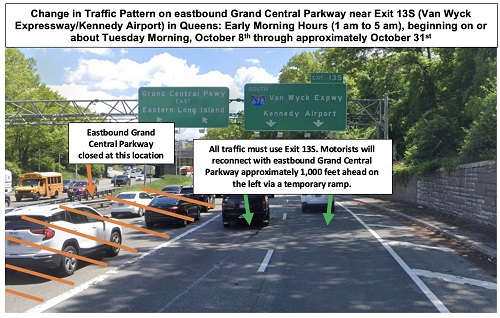 Change in Traffic Pattern on eastbound Grand Central Parkway near Exit 13S (Van Wyck
Expressway/Kennedy Airport) in Queens: Early Morning Hours (1 am to 5 am), beginning on or
about Tuesday Morning, October 8th through approximately October 31st
EXIT 13S
Grand Central Pkwy
EAST
Eastern Long Island
SOUTH
678
Van Wyck Expwy
Kennedy Airport
Eastbound Grand
Central Parkway
closed at this location
All traffic must use Exit 13S. Motorists will
reconnect with eastbound Grand Central
Parkway approximately 1,000 feet ahead on
the left via a temporary ramp.